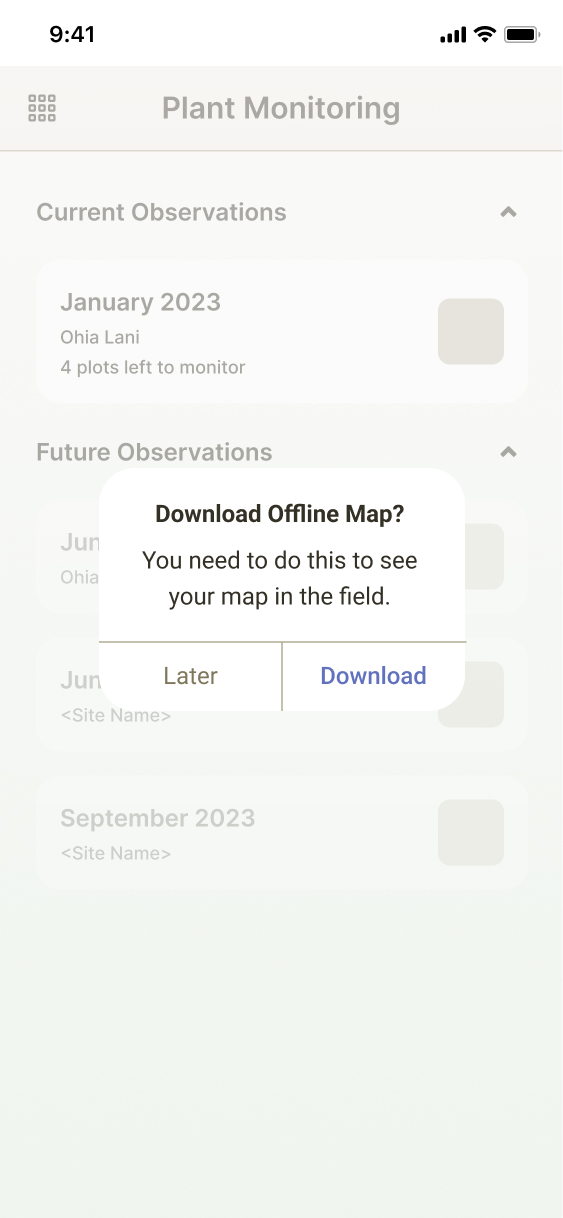 9:41
Plant Monitoring
Current Observations
January 2023
Ohia Lani
4 plots left to monitor
Future Observations
Jun
Ohia
Download Offline Map?
You need to do this to see
your map in the field.
Later
Download
Jun
<Site Name>
September 2023
<Site Name>